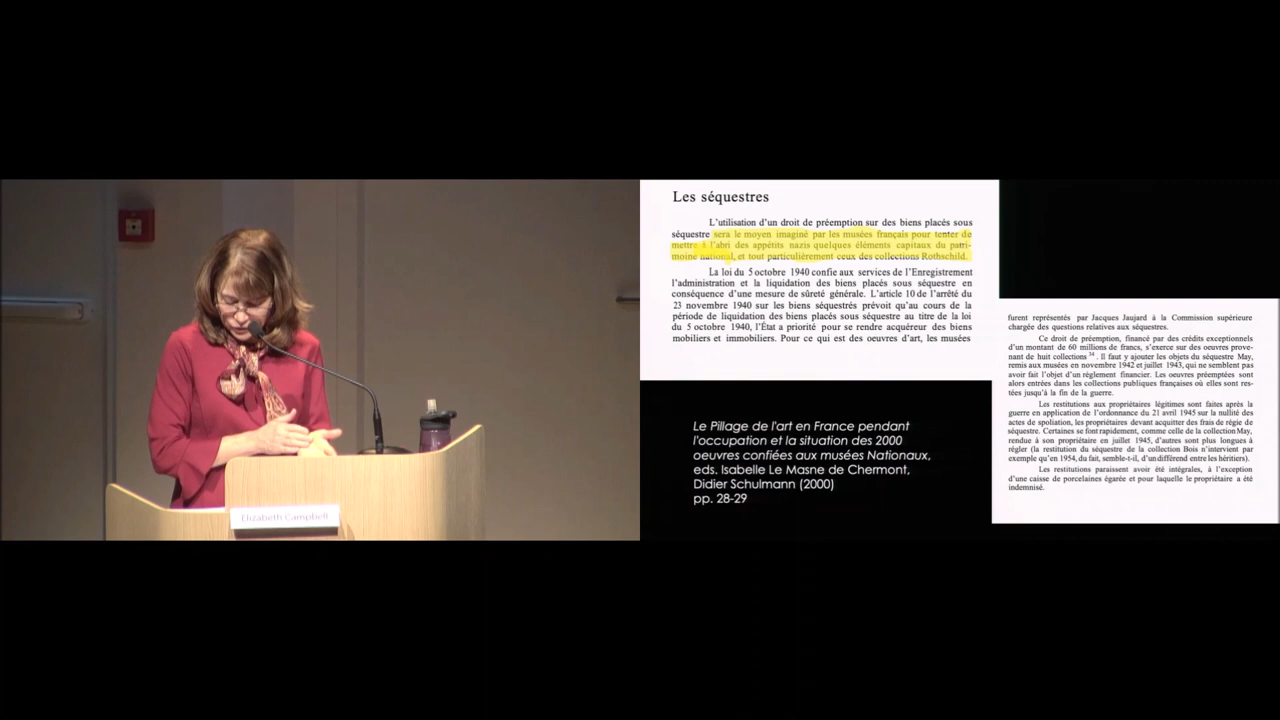 Elizabeth Campbell
Les séquestres
L'utilisation d'un droit de préemption sur des biens placés sous
séquestre sera le moyen imaginé par les musées français pour tenter de
mettre à l'abri des appétits nazis quelques éléments capitaux du patri-
moine national, et tout particulièrement ceux des collections Rothschild.
La loi du 5 octobre 1940 confie aux services de l'Enregistrement
l'administration et la liquidation des biens placés sous séquestre en
conséquence d'une mesure de sûreté générale. L'article 10 de l'arrêté du
23 novembre 1940 sur les biens séquestrés prévoit qu'au cours de la
période de liquidation des biens placés sous séquestre au titre de la loi
du 5 octobre 1940, l'État a priorité pour se rendre acquéreur des biens
mobiliers et immobiliers. Pour ce qui est des oeuvres d'art, les musées
furent représentés par Jacques Jaujard à la Commission supérieure
chargée des questions relatives aux séquestres.
Ce droit de préemption, financé par des crédits exceptionnels
d'un montant de 60 millions de francs, s'exerce sur des oeuvres prove-
nant de huit collections 34. Il faut y ajouter les objets du séquestre May,
remis aux musées en novembre 1942 et juillet 1943, qui ne semblent pas
avoir fait l'objet d'un règlement financier. Les oeuvres préemptées sont
alors entrées dans les collections publiques françaises où elles sont res-
tées jusqu'à la fin de la guerre.
Les restitutions aux propriétaires légitimes sont faites après la
guerre en application de l'ordonnance du 21 avril 1945 sur la nullité des
actes de spoliation, les propriétaires devant acquitter des frais de régie de
séquestre. Certaines se font rapidement, comme celle de la collection May,
rendue à son propriétaire en juillet 1945, d'autres sont plus longues à
régler (la restitution du séquestre de la collection Bois n'intervient par
exemple qu'en 1954, du fait, semble-t-il, d'un différend entre les héritiers).
Les restitutions paraissent avoir été intégrales, à l'exception
d'une caisse de porcelaines égarée et pour laquelle le propriétaire a été
indemnisé.
Le Pillage de l'art en France pendant
l'occupation et la situation des 2000
oeuvres confiées aux musées Nationaux,
eds. Isabelle Le Masne de Chermont,
Didier Schulmann (2000)
pp. 28-29